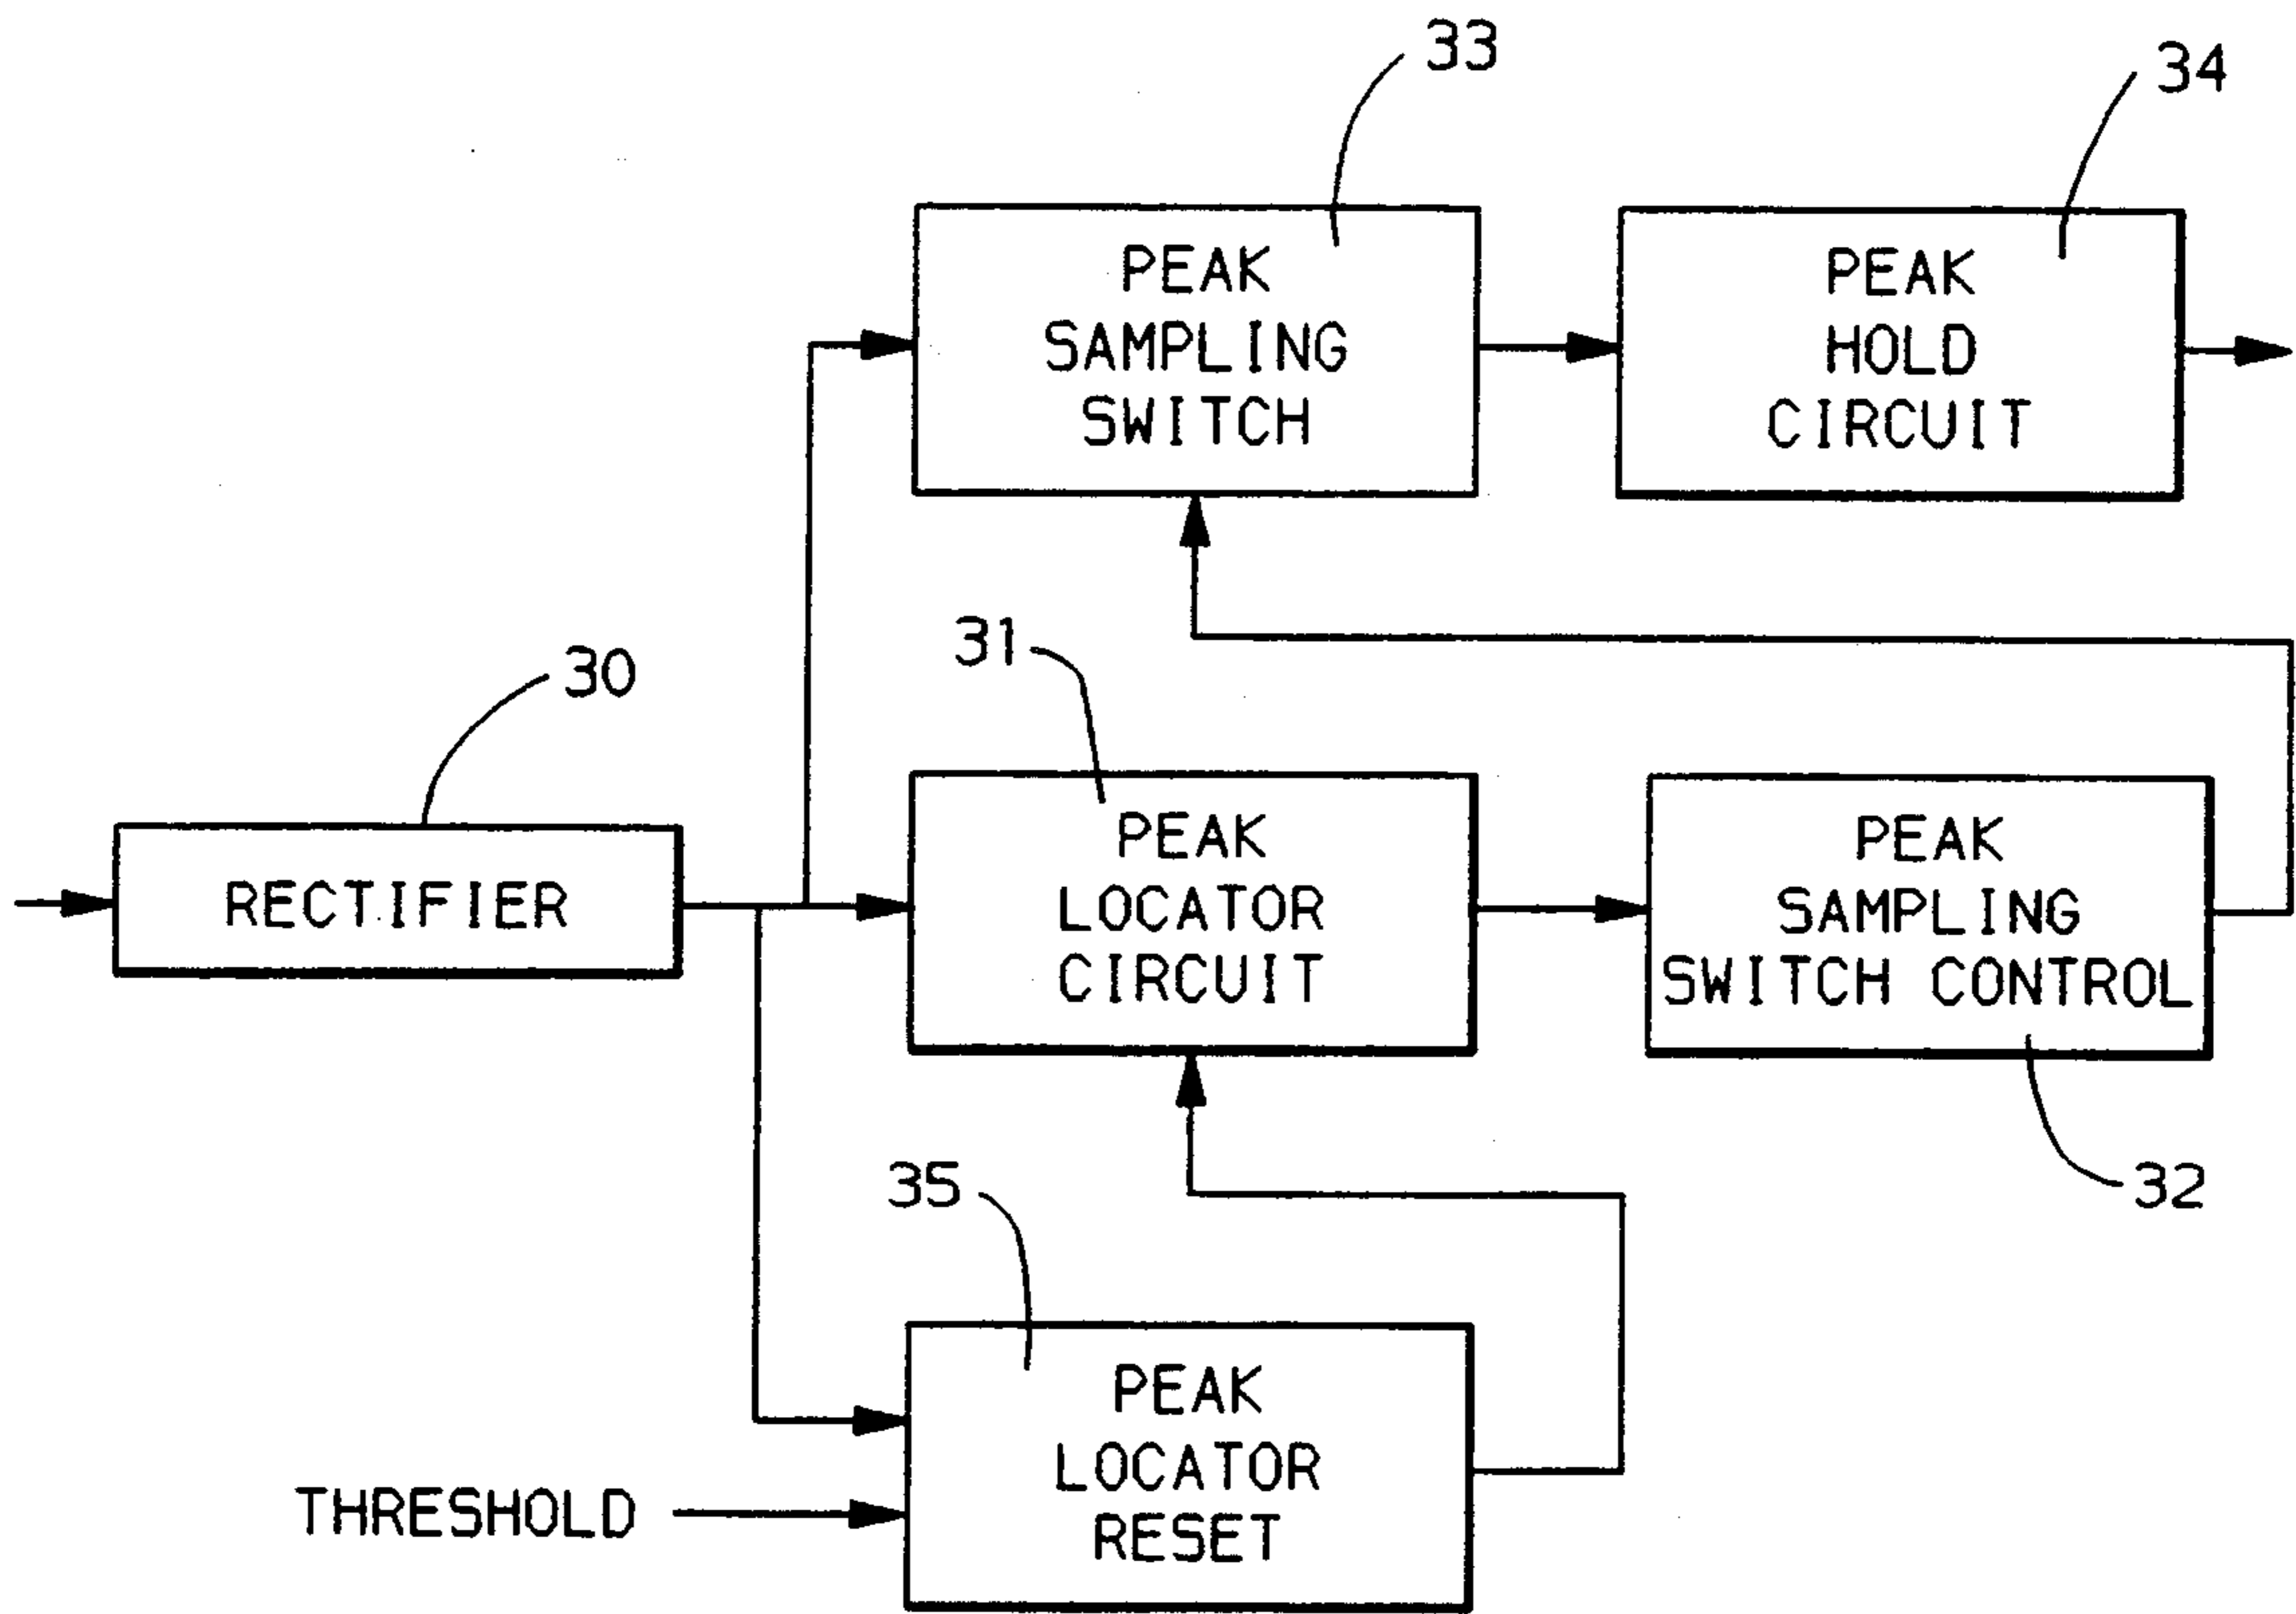 33
34
PEAK
SAMPLING
SWITCH
PEAK
HOLD
CIRCUIT
31
30
RECTIFIER
PEAK
LOCATOR
CIRCUIT
PEAK
SAMPLING
SWITCH CONTROL
35
32
PEAK
LOCATOR
RESET
THRESHOLD